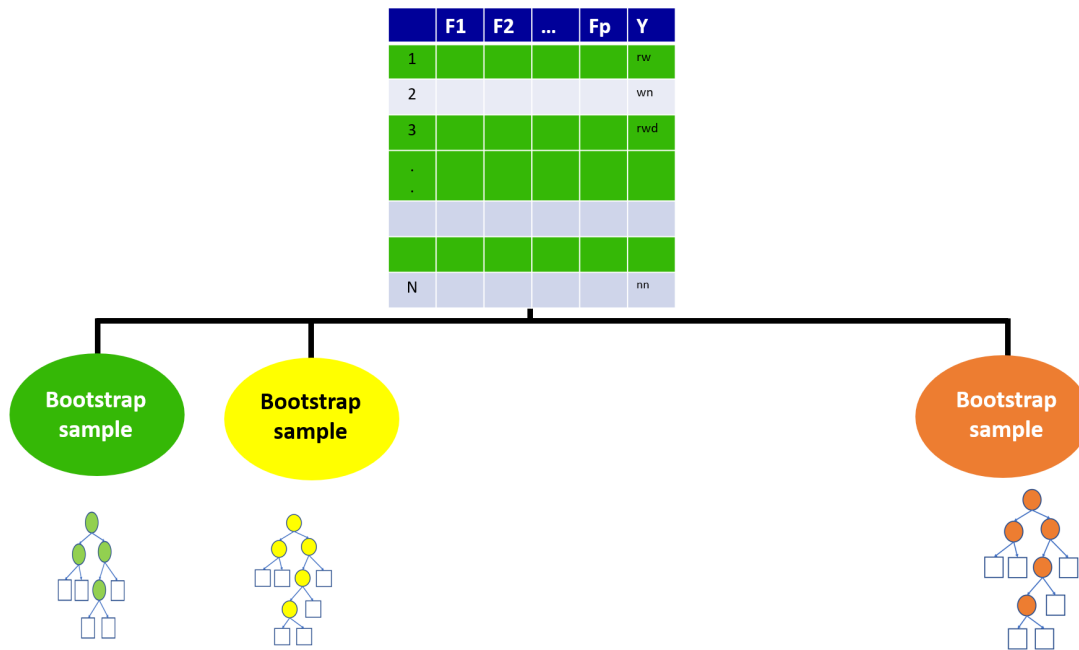 F1 F2 ... Fp Y
1 rw
2 wn
3 rwd
.
.
N nn
Bootstrap
sample
Bootstrap
sample
Bootstrap
sample